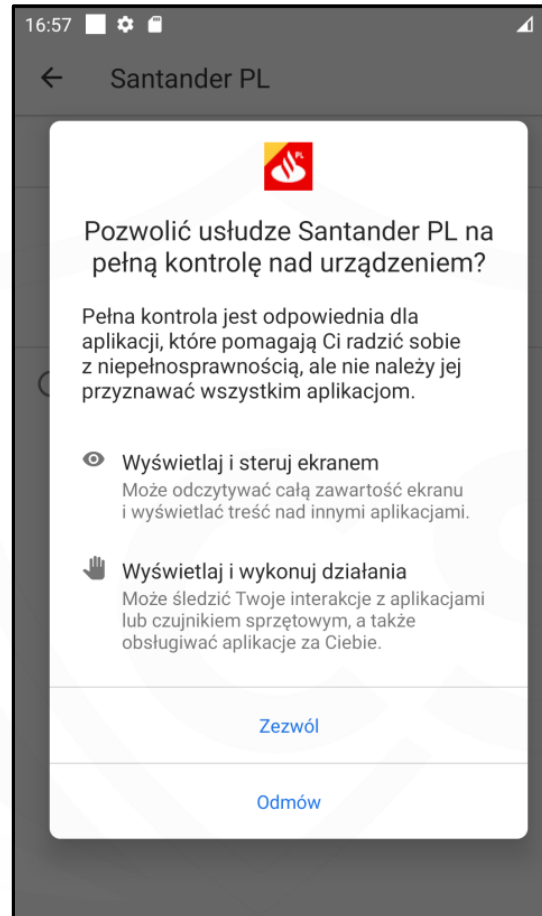 16:57
Santander PL
PL
Pozwolić usłudze Santander PL na
pełną kontrolę nad urządzeniem?
Pełna kontrola jest odpowiednia dla
aplikacji, które pomagają Ci radzić sobie
z niepełnosprawnością, ale nie należy jej
przyznawać wszystkim aplikacjom.
Wyświetlaj i steruj ekranem
Może odczytywać całą zawartość ekranu
i wyświetlać treść nad innymi aplikacjami.
Wyświetlaj i wykonuj działania
Może śledzić Twoje interakcje z aplikacjami
lub czujnikiem sprzętowym, a także
obsługiwać aplikacje za Ciebie.
Zezwól
Odmów